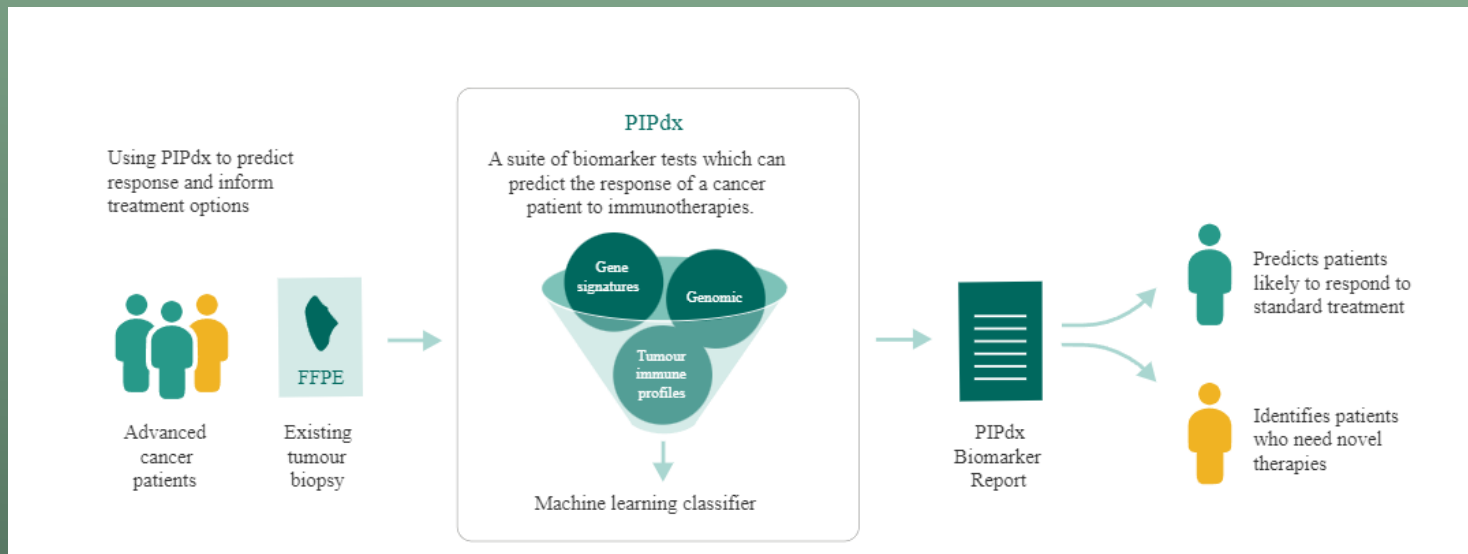 Using PIPdx to predict
response and inform
treatment options
FFPE
Advanced
cancer
patients
Existing
tumour
biopsy
PIPdx
A suite of biomarker tests which can
predict the response of a cancer
patient to immunotherapies.
Gene
signatures
Genomic
Tumour
immune
profiles
Machine learning classifier
PIPdx
Biomarker
Report
Predicts patients
likely to respond to
standard treatment
Identifies patients
who need novel
therapies